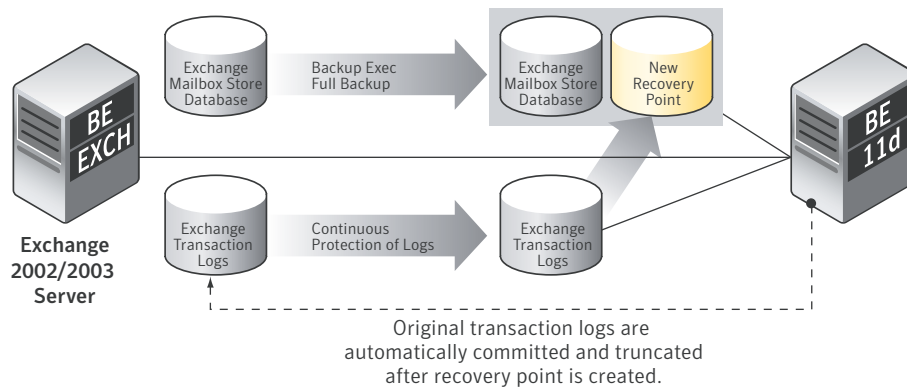 Exchange
Mailbox Store
Database
Backup Exec
Full Backup
Exchange
Mailbox Store
Database
New
Recovery
Point
BE
EXCH
BE
11d
Exchange
2002/2003
Server
Exchange
Transaction
Logs
Continuous
Protection of Logs
Exchange
Transaction
Logs
Original transaction logs are
automatically committed and truncated
after recovery point is created.